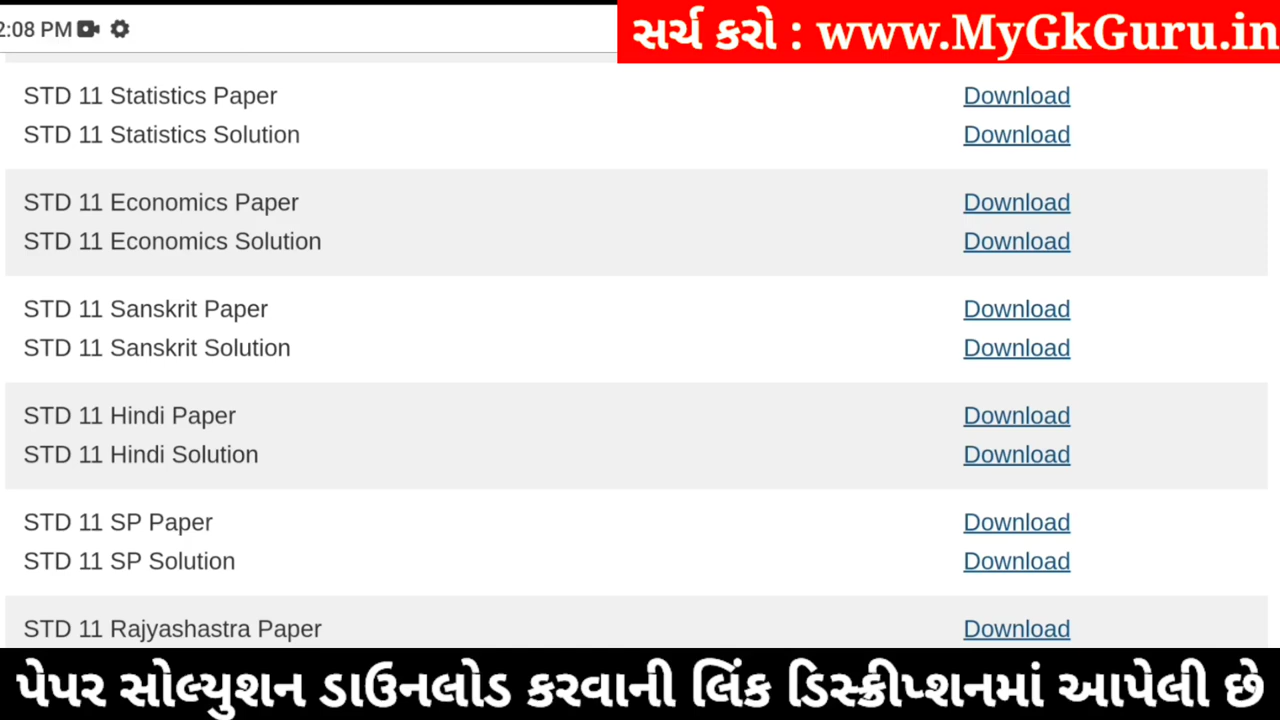 2:08 PM
સર્ચ કરો : www.MyGkGuru.in
STD 11 Statistics Paper Download
STD 11 Statistics Solution Download
STD 11 Economics Paper Download
STD 11 Economics Solution Download
STD 11 Sanskrit Paper Download
STD 11 Sanskrit Solution Download
STD 11 Hindi Paper Download
STD 11 Hindi Solution Download
STD 11 SP Paper Download
STD 11 SP Solution Download
STD 11 Rajyashastra Paper Download
પેપર સોલ્યુશન ડાઉનલોડ કરવાની લિંક ડિસ્ક્રીપ્શનમાં આપેલી છે